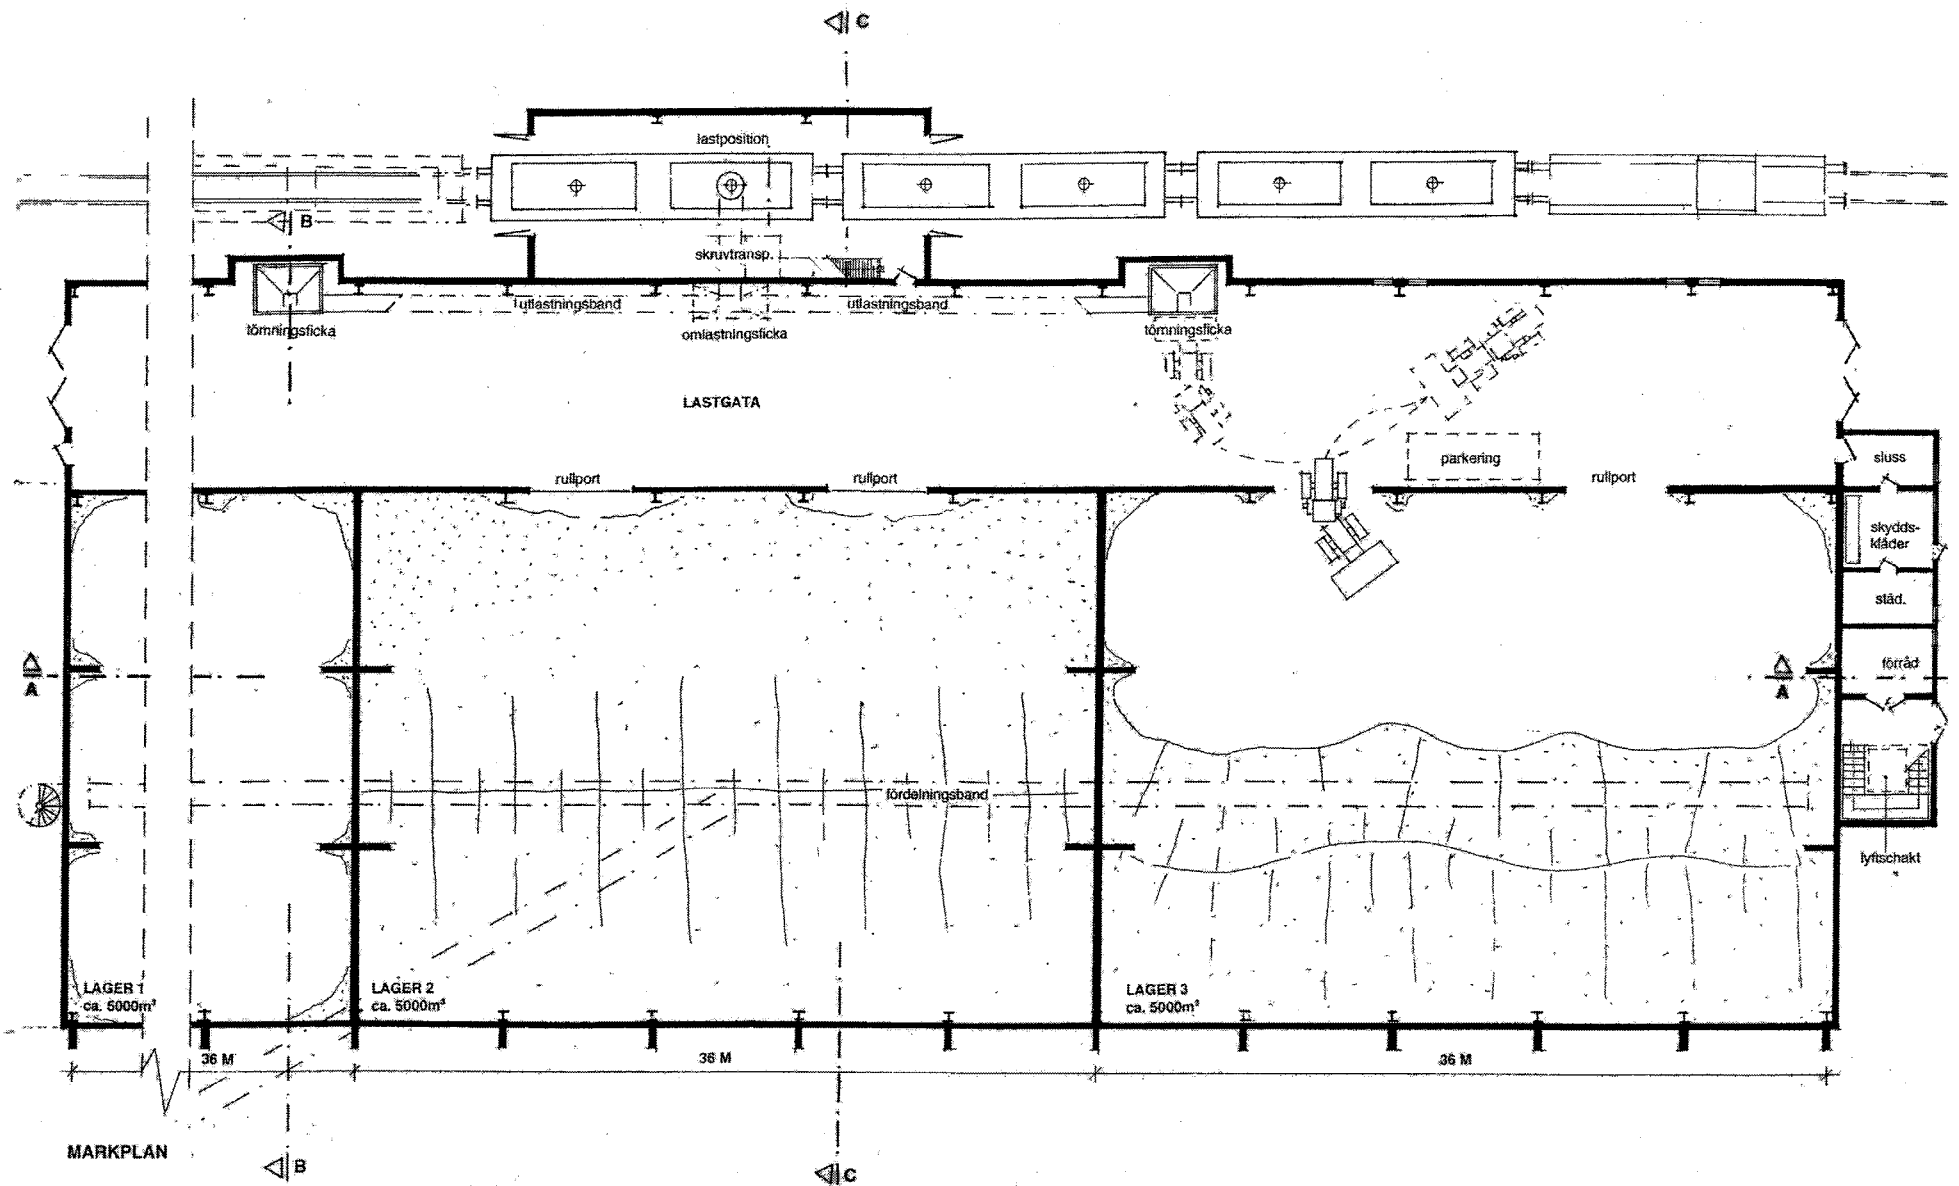 C
lastposition
B
skruvtransp.
utlastningsband
utlastningsband
tömningsficka
omlastningsficka
tömningsficka
LASTGATA
parkering
sluss
rullport
rullport
rullport
skydds-
kläder
städ.
A
förråd
A
fördelningsband
lyftschakt
LAGER 1
ca. 5000m³
LAGER 2
ca. 5000m³
LAGER 3
ca. 5000m³
36 M
36 M
36 M
MARKPLAN
B
C